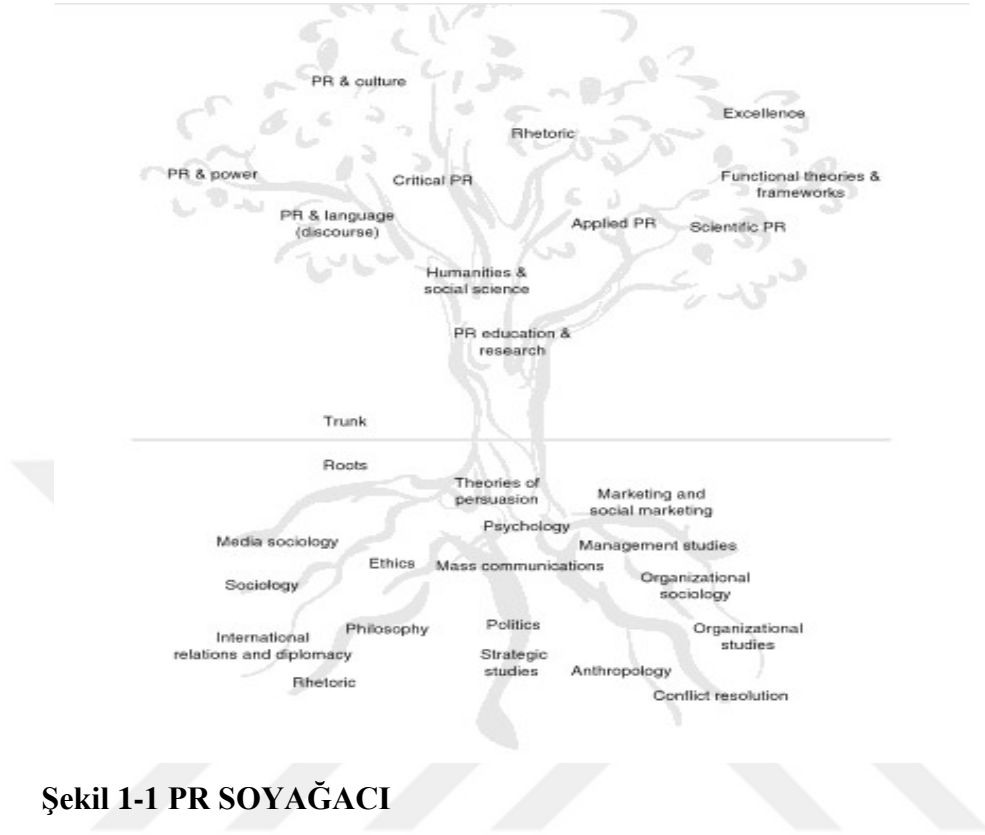 PR & culture
Excellence
Rhetoric
PR & power
Critical PR
Functional theories &
frameworks
PR & language
(discourse)
Applied PR
Scientific PR
Humanities &
social science
PR education &
research
Trunk
Roots
Theories of
persuasion
Marketing and
social marketing
Psychology
Media sociology
Management studies
Ethics
Mass communications
Sociology
Organizational
sociology
International
relations and diplomacy
Philosophy
Politics
Organizational
studies
Strategic
studies
Anthropology
Rhetoric
Conflict resolution
Şekil 1-1 PR SOYAĞACI